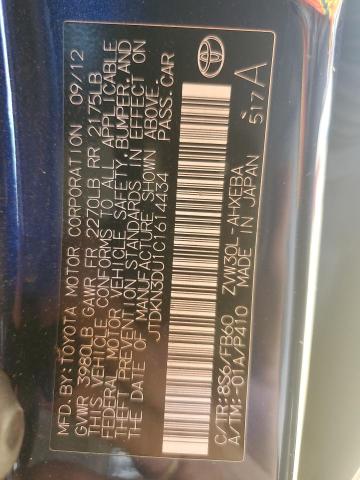 MFD.BY:TOYOTA MOTOR CORPORATION 09/12
GVWR 3980LB GAWR FR 2270LB RR 2175LB
THIS VEHICLE CONFORMS TO ALL APPLICABLE
FEDERAL MOTOR VEHICLE SAFETY, BUMPER, AND
THEFT PREVENTION STANDARDS IN EFFECT ON
THE DATE OF MANUFACTURE SHOWN ABOVE.
JTDKN3DU1C1614434 PASS.CAR
C/TR:8S6/FB60 ZVW30L-AHXEBA
A/TM:-01A/P410 MADE IN JAPAN 517A